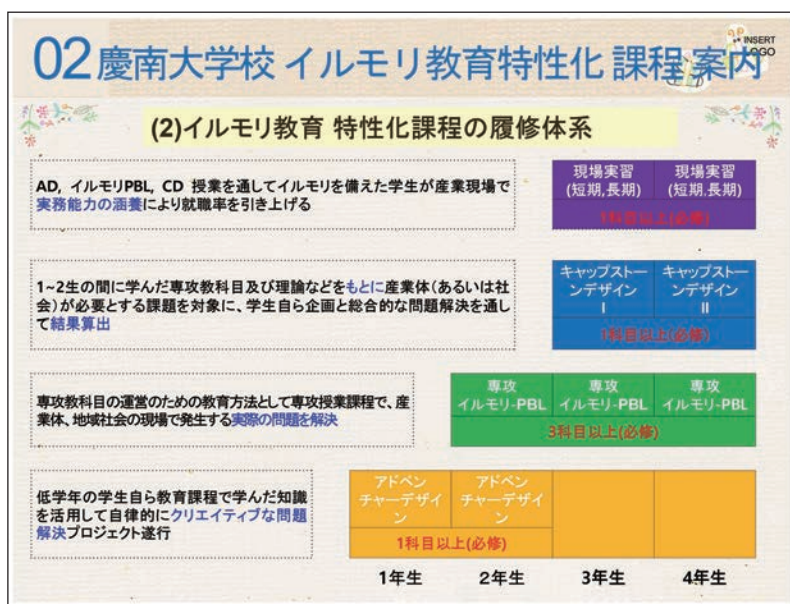 INSERT
LOGO
02慶南大学校 イルモリ教育特性化 課程 案内
(2)イルモリ教育 特性化課程の履修体系
AD, イルモリPBL, CD 授業を通してイルモリを備えた学生が産業現場で
実務能力の涵養により就職率を引き上げる
現場実習
(短期,長期)
現場実習
(短期,長期)
1科目以上(必修)
1~2生の間に学んだ専攻教科目及び理論などをもとに産業体(あるいは社
会)が必要とする課題を対象に、学生自ら企画と総合的な問題解決を通し
て結果算出
キャップストー
ンデザイン
I
キャップストー
ンデザイン
II
1科目以上(必修)
専攻教科目の運営のための教育方法として専攻授業課程で、産
業体、地域社会の現場で発生する実際の問題を解決
専攻
イルモリ-PBL
専攻
イルモリ-PBL
専攻
イルモリ-PBL
3科目以上(必修)
低学年の学生自ら教育課程で学んだ知識
を活用して自律的にクリエイティブな問題
解決プロジェクト遂行
アドベン
チャーデザイ
ン
アドベン
チャーデザイ
ン
1科目以上(必修)
1年生 2年生 3年生 4年生